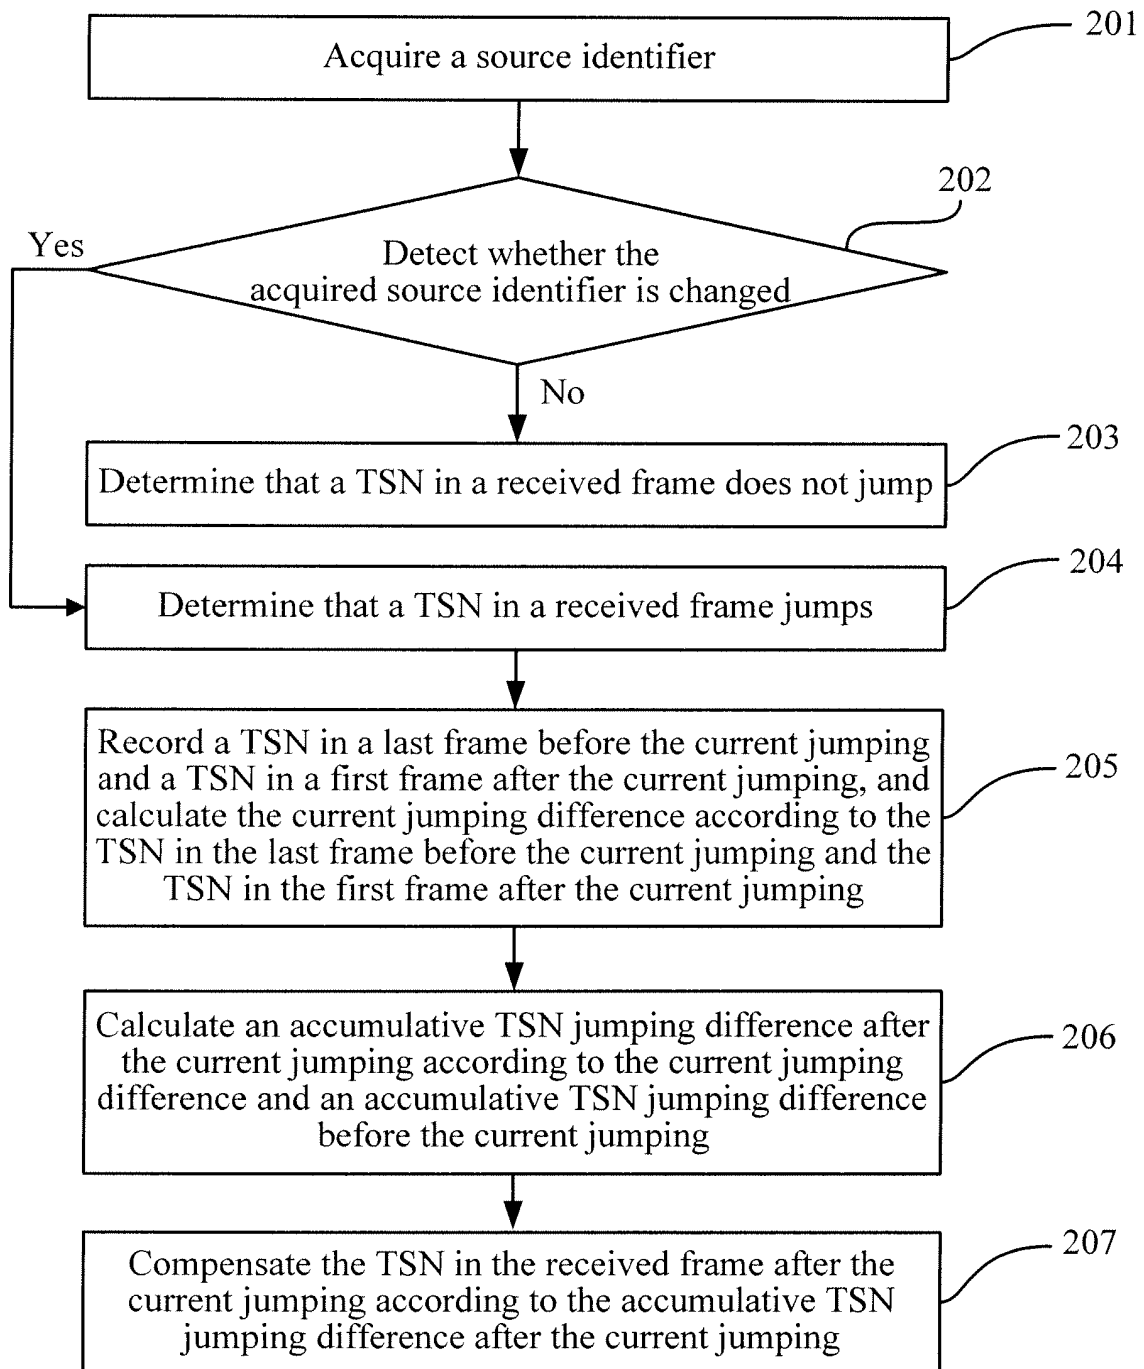 201
Acquire a source identifier
202
Yes
Detect whether the
acquired source identifier is changed
No
203
Determine that a TSN in a received frame does not jump
204
Determine that a TSN in a received frame jumps
Record a TSN in a last frame before the current jumping
and a TSN in a first frame after the current jumping, and
calculate the current jumping difference according to the
TSN in the last frame before the current jumping and the
TSN in the first frame after the current jumping
205
Calculate an accumulative TSN jumping difference after
the current jumping according to the current jumping
difference and an accumulative TSN jumping difference
before the current jumping
206
Compensate the TSN in the received frame after the
current jumping according to the accumulative TSN
jumping difference after the current jumping
207